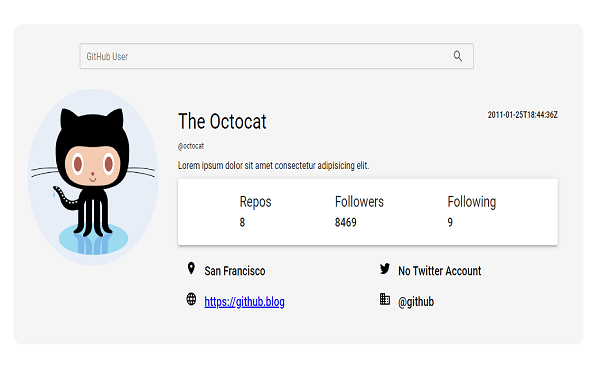 GitHub User
The Octocat
2011-01-25T18:44:36Z
@octocat
Lorem ipsum dolor sit amet consectetur adipisicing elit.
Repos Followers Following
8 8469 9
San Francisco No Twitter Account
https://github.blog @github